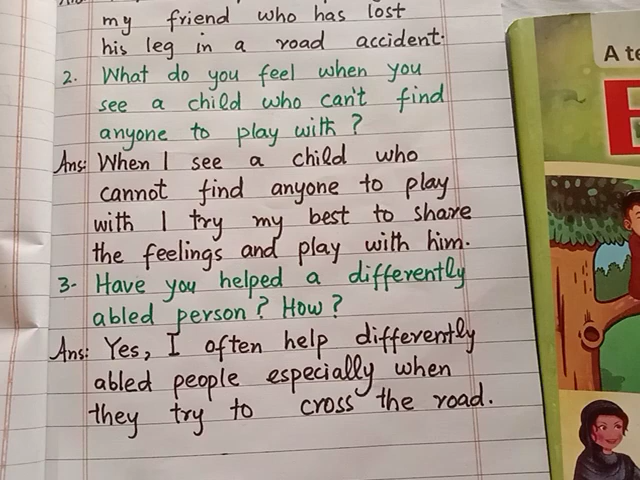 my friend who has lost
his leg in a road accident.
2. What do you feel when you
see a child who can't find
anyone to play with?
Ans: When I see a child who
cannot find anyone to play
with I try my best to share
the feelings and play with him.
3- Have you helped a differently
abled person? How?
Ans: Yes, I often help differently
abled people especially when
they try to cross the road.
A te
E